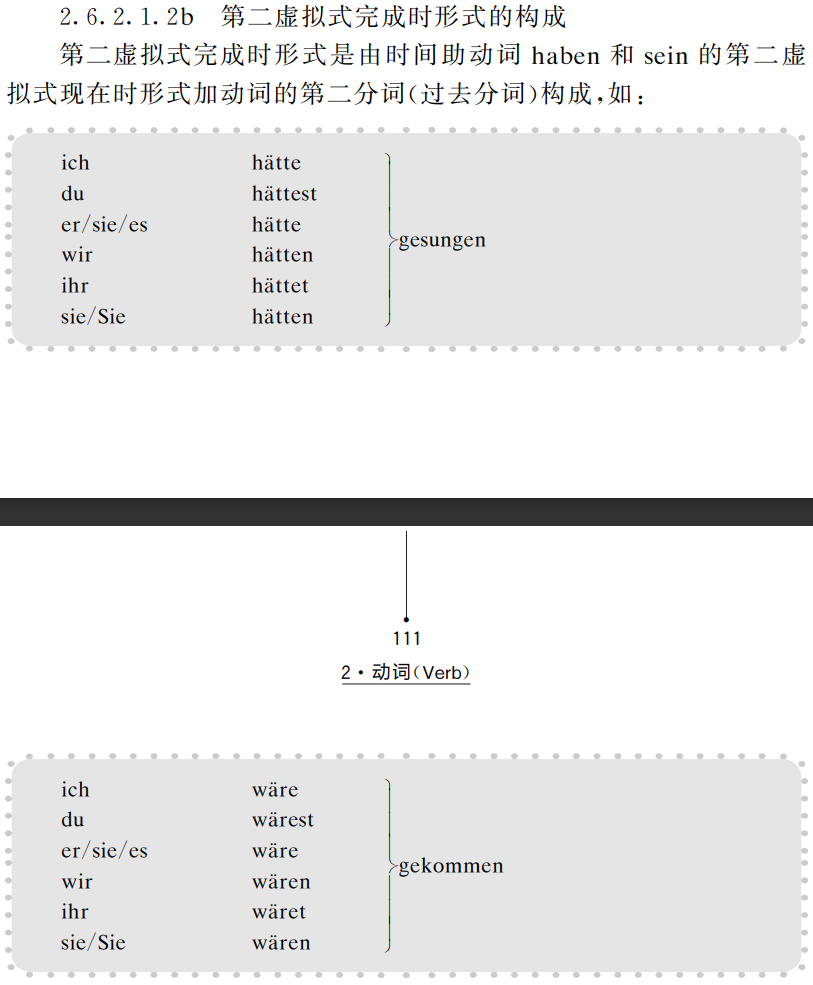 2.6.2.1.2b 第二虚拟式完成时形式的构成
第二虚拟式完成时形式是由时间助动词 haben 和 sein 的第二虚
拟式现在时形式加动词的第二分词(过去分词)构成,如:
ich hätte
du hättest
er/sie/es hätte
wir hätten
ihr hättet
sie/Sie hätten
gesungen
111
2·动词(Verb)
ich wäre
du wärest
er/sie/es wäre
wir wären
ihr wäret
sie/Sie wären
gekommen